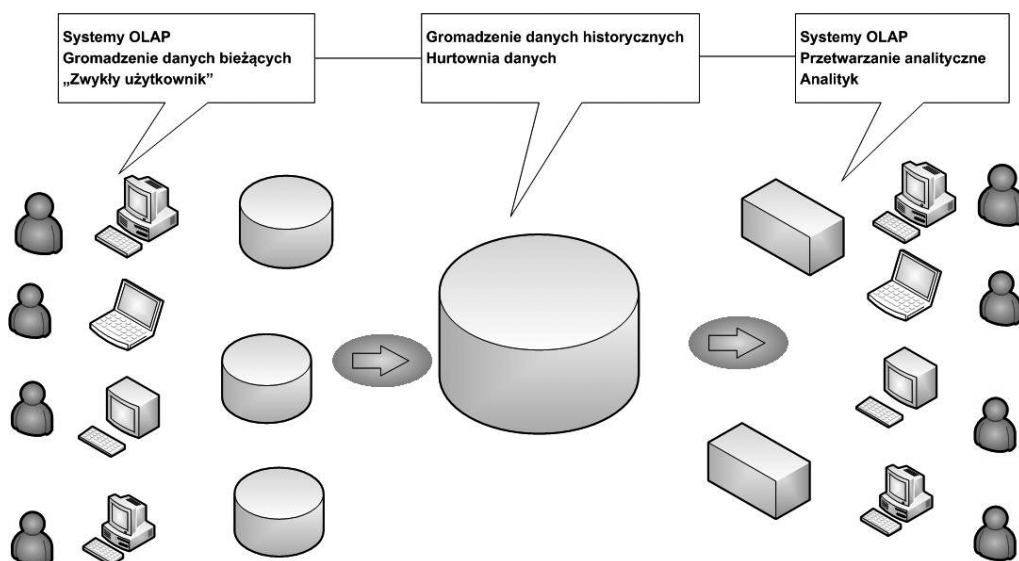 Systemy OLAP
Gromadzenie danych bieżących
„Zwykły użytkownik”
Gromadzenie danych historycznych
Hurtownia danych
Systemy OLAP
Przetwarzanie analityczne
Analityk